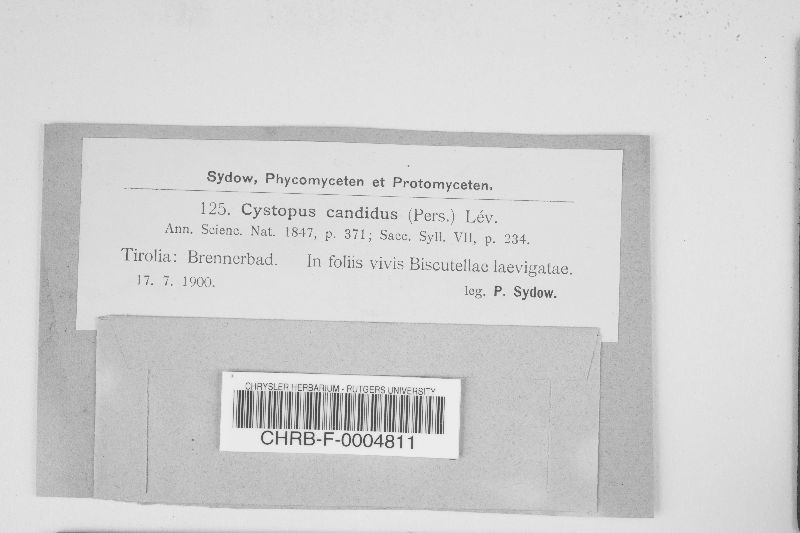 Sydow, Phycomyceten et Protomyceten.
125. Cystopus candidus (Pers.) Lév.
Ann. Scienc. Nat. 1847, p. 371; Sacc. Syll. VII, p. 234.
Tirolia: Brennerbad. In foliis vivis Biscutellae laevigatae.
17. 7. 1900.
leg. P. Sydow.
CHRYSLER HERBARIUM - RUTGERS UNIVERSITY
CHRB-F-0004811